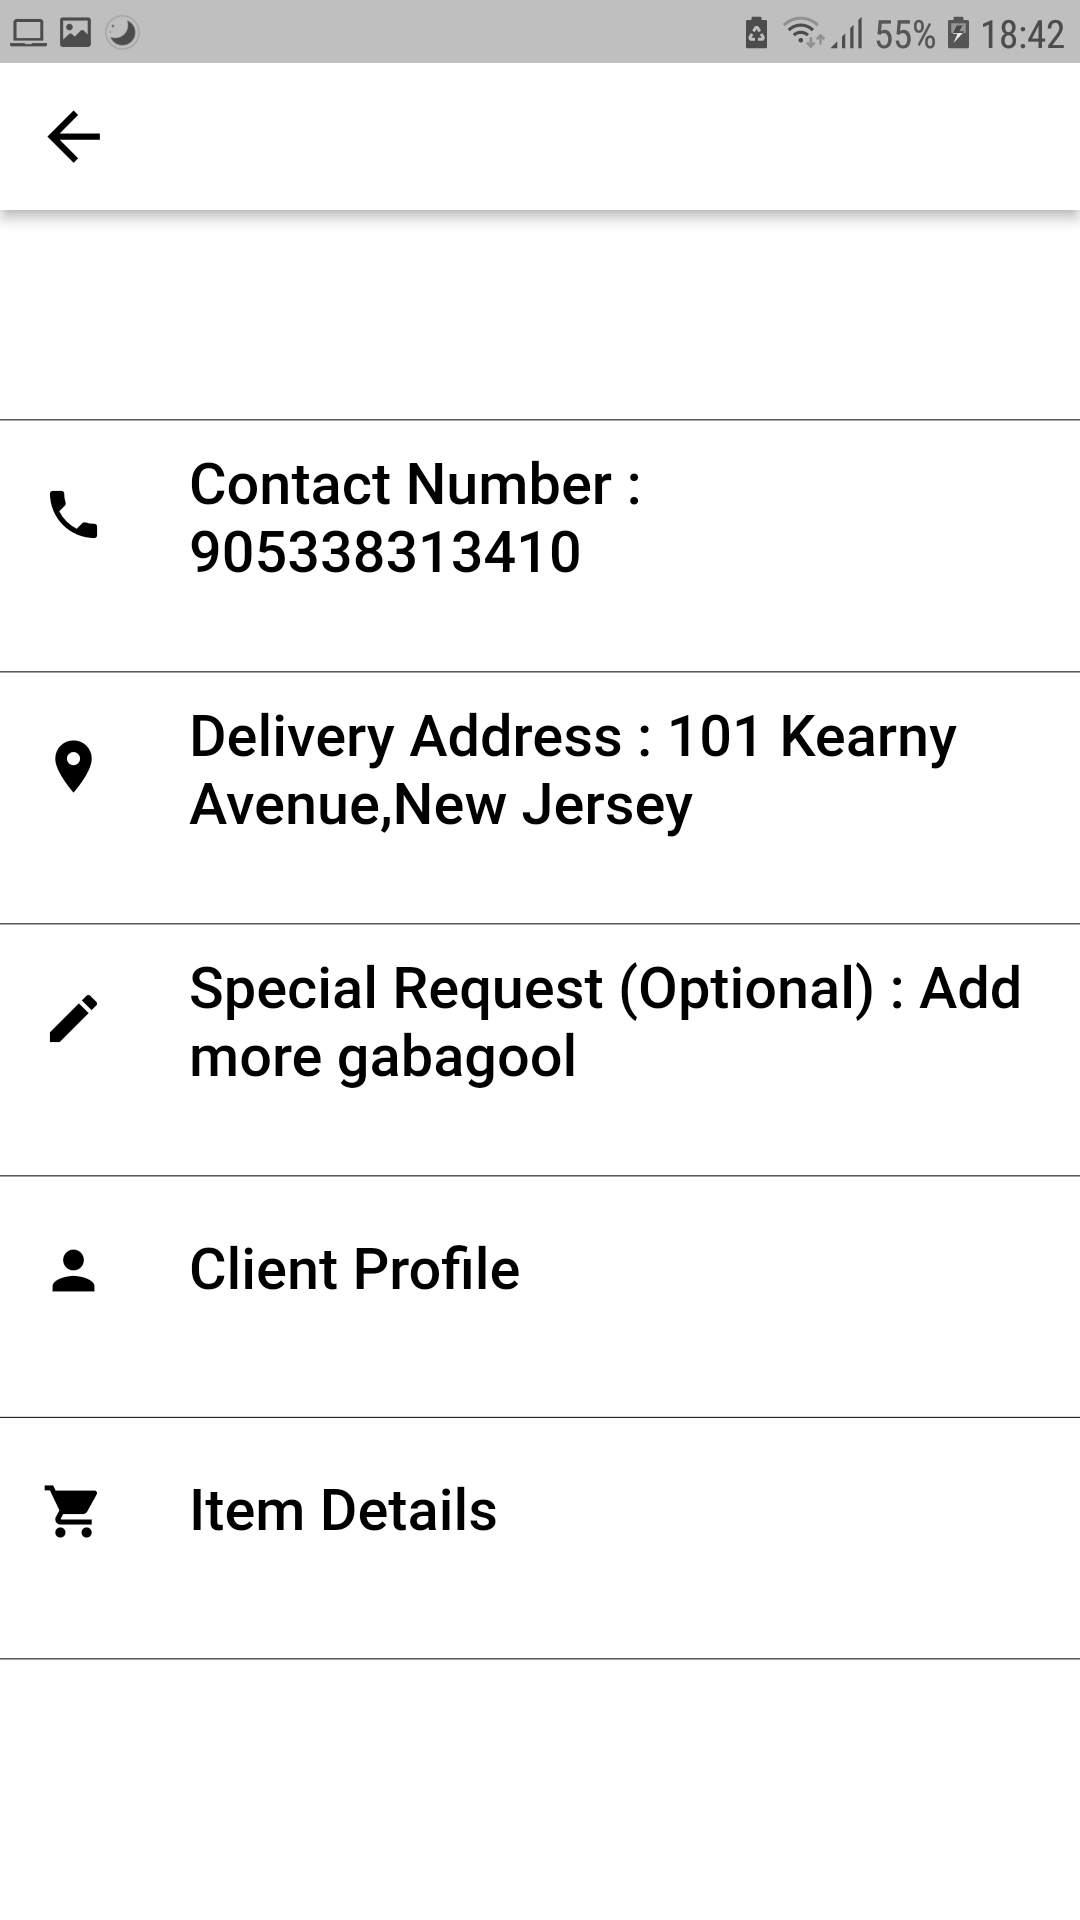 55% 18:42
Contact Number :
905338313410
Delivery Address : 101 Kearny
Avenue,New Jersey
Special Request (Optional) : Add
more gabagool
Client Profile
Item Details